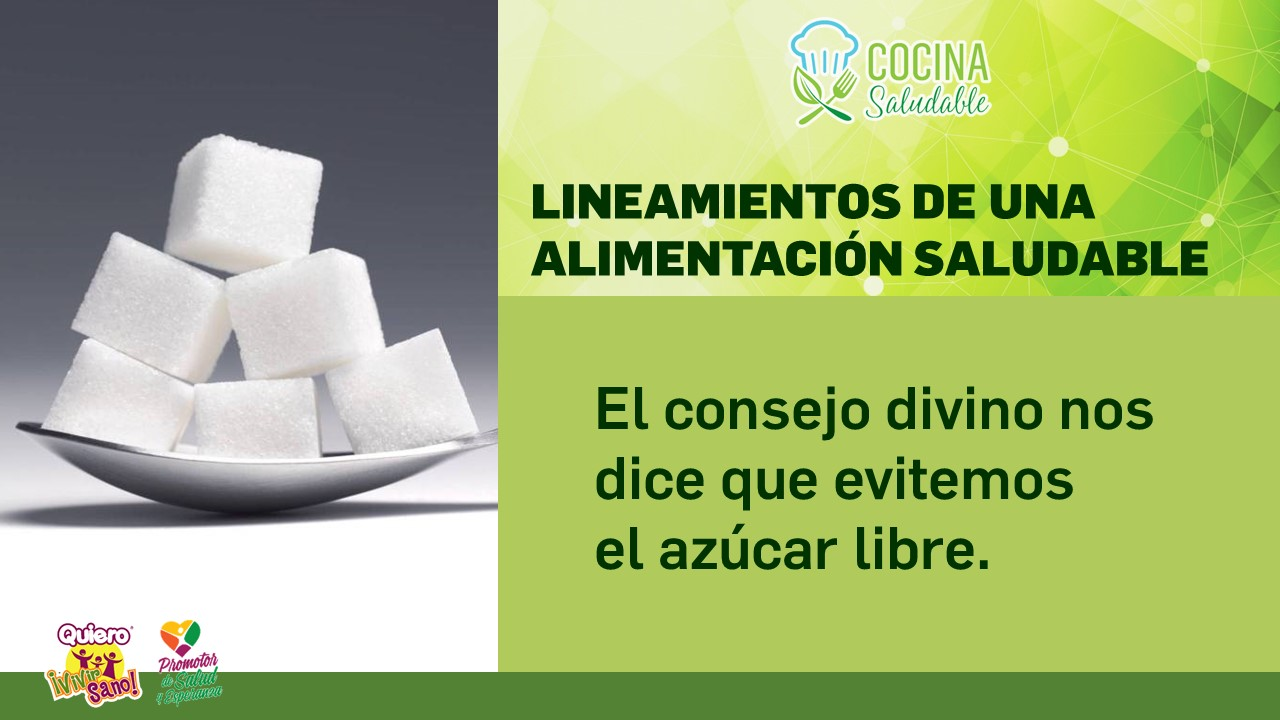 COCINA
Saludable
LINEAMIENTOS DE UNA
ALIMENTACIÓN SALUDABLE
El consejo divino nos
dice que evitemos
el azúcar libre.
Quiero
¡Vivir
Sano!
Promotor
de Salud
y Esperanza